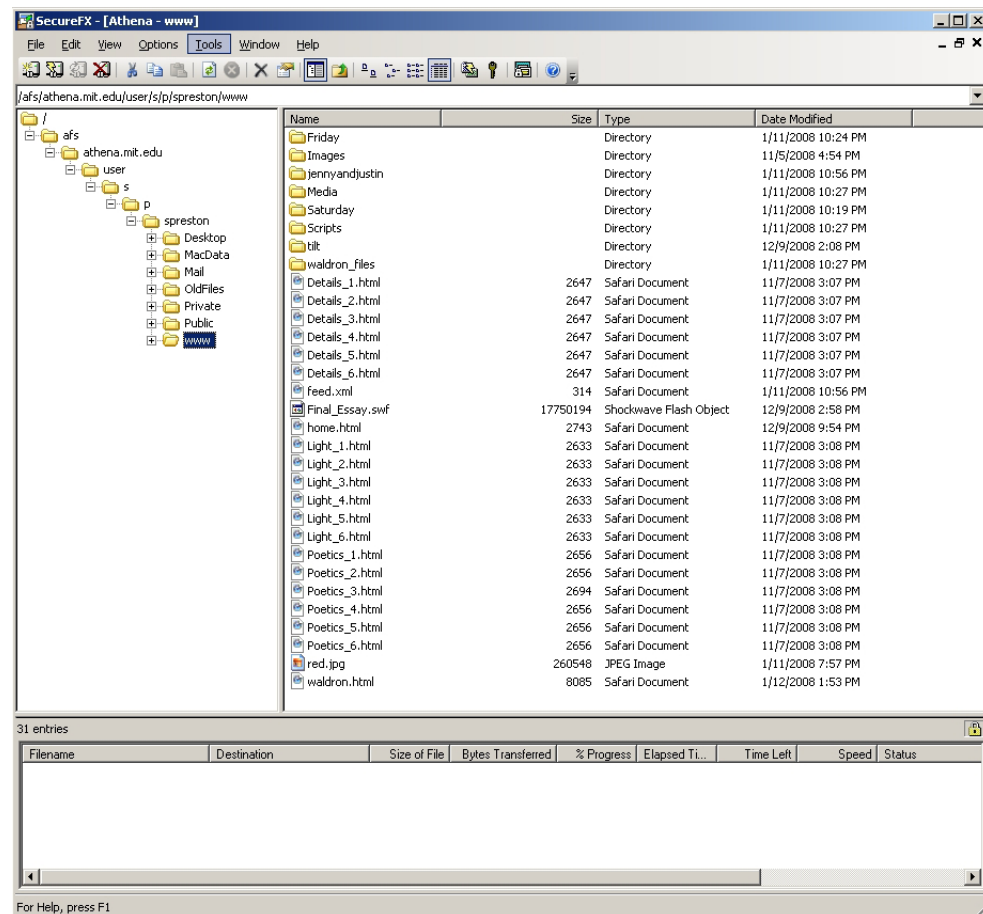 SecureFX - [Athena - www]
File Edit View Options Tools Window Help
/afs/athena.mit.edu/user/s/p/spreston/www
/
afs
athena.mit.edu
user
s
p
spreston
Desktop
MacData
Mail
OldFiles
Private
Public
www
Name Size Type Date Modified
Friday Directory 1/11/2008 10:24 PM
Images Directory 11/5/2008 4:54 PM
jennyandjustin Directory 1/11/2008 10:56 PM
Media Directory 1/11/2008 10:27 PM
Saturday Directory 1/11/2008 10:19 PM
Scripts Directory 1/11/2008 10:27 PM
tilt Directory 12/9/2008 2:08 PM
waldron_files Directory 1/11/2008 10:27 PM
Details_1.html 2647 Safari Document 11/7/2008 3:07 PM
Details_2.html 2647 Safari Document 11/7/2008 3:07 PM
Details_3.html 2647 Safari Document 11/7/2008 3:07 PM
Details_4.html 2647 Safari Document 11/7/2008 3:07 PM
Details_5.html 2647 Safari Document 11/7/2008 3:07 PM
Details_6.html 2647 Safari Document 11/7/2008 3:07 PM
feed.xml 314 Safari Document 1/11/2008 10:56 PM
Final_Essay.swf 17750194 Shockwave Flash Object 12/9/2008 2:58 PM
home.html 2743 Safari Document 12/9/2008 9:54 PM
Light_1.html 2633 Safari Document 11/7/2008 3:08 PM
Light_2.html 2633 Safari Document 11/7/2008 3:08 PM
Light_3.html 2633 Safari Document 11/7/2008 3:08 PM
Light_4.html 2633 Safari Document 11/7/2008 3:08 PM
Light_5.html 2633 Safari Document 11/7/2008 3:08 PM
Light_6.html 2633 Safari Document 11/7/2008 3:08 PM
Poetics_1.html 2656 Safari Document 11/7/2008 3:08 PM
Poetics_2.html 2656 Safari Document 11/7/2008 3:08 PM
Poetics_3.html 2694 Safari Document 11/7/2008 3:08 PM
Poetics_4.html 2656 Safari Document 11/7/2008 3:08 PM
Poetics_5.html 2656 Safari Document 11/7/2008 3:08 PM
Poetics_6.html 2656 Safari Document 11/7/2008 3:08 PM
red.jpg 260548 JPEG Image 1/11/2008 7:57 PM
waldron.html 8085 Safari Document 1/12/2008 1:53 PM
31 entries
Filename Destination Size of File Bytes Transferred % Progress Elapsed Ti... Time Left Speed Status
For Help, press F1